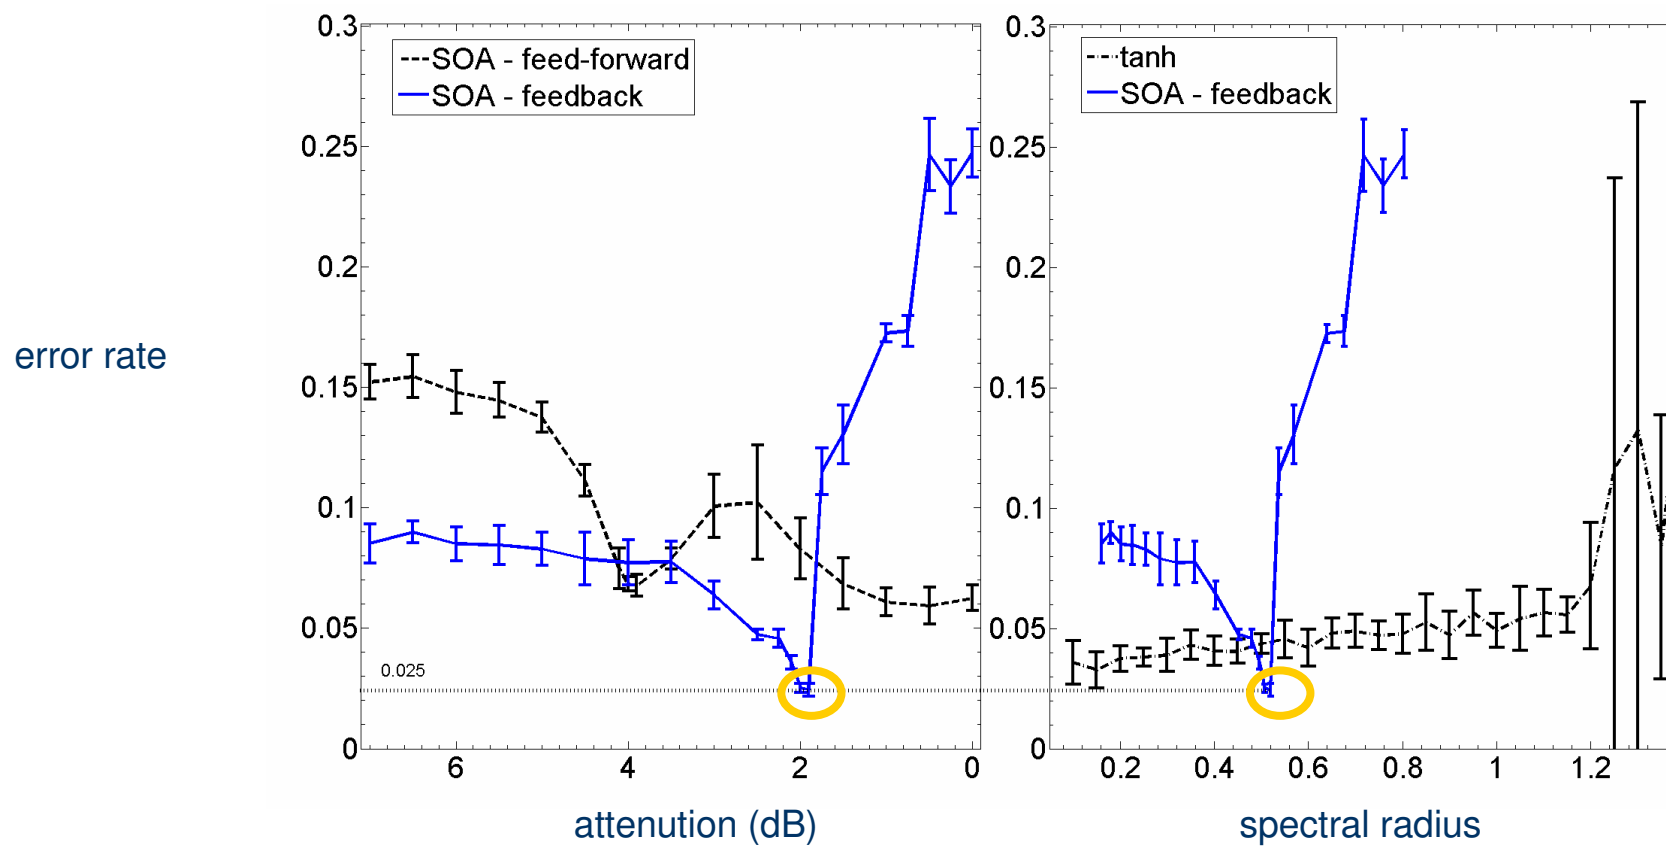 error rate
0.3
0.25
0.2
0.15
0.1
0.05
0
SOA - feed-forward
SOA - feedback
0.025
6 4 2 0
attenution (dB)
0.3
0.25
0.2
0.15
0.1
0.05
0
tanh
SOA - feedback
0.2 0.4 0.6 0.8 1 1.2
spectral radius